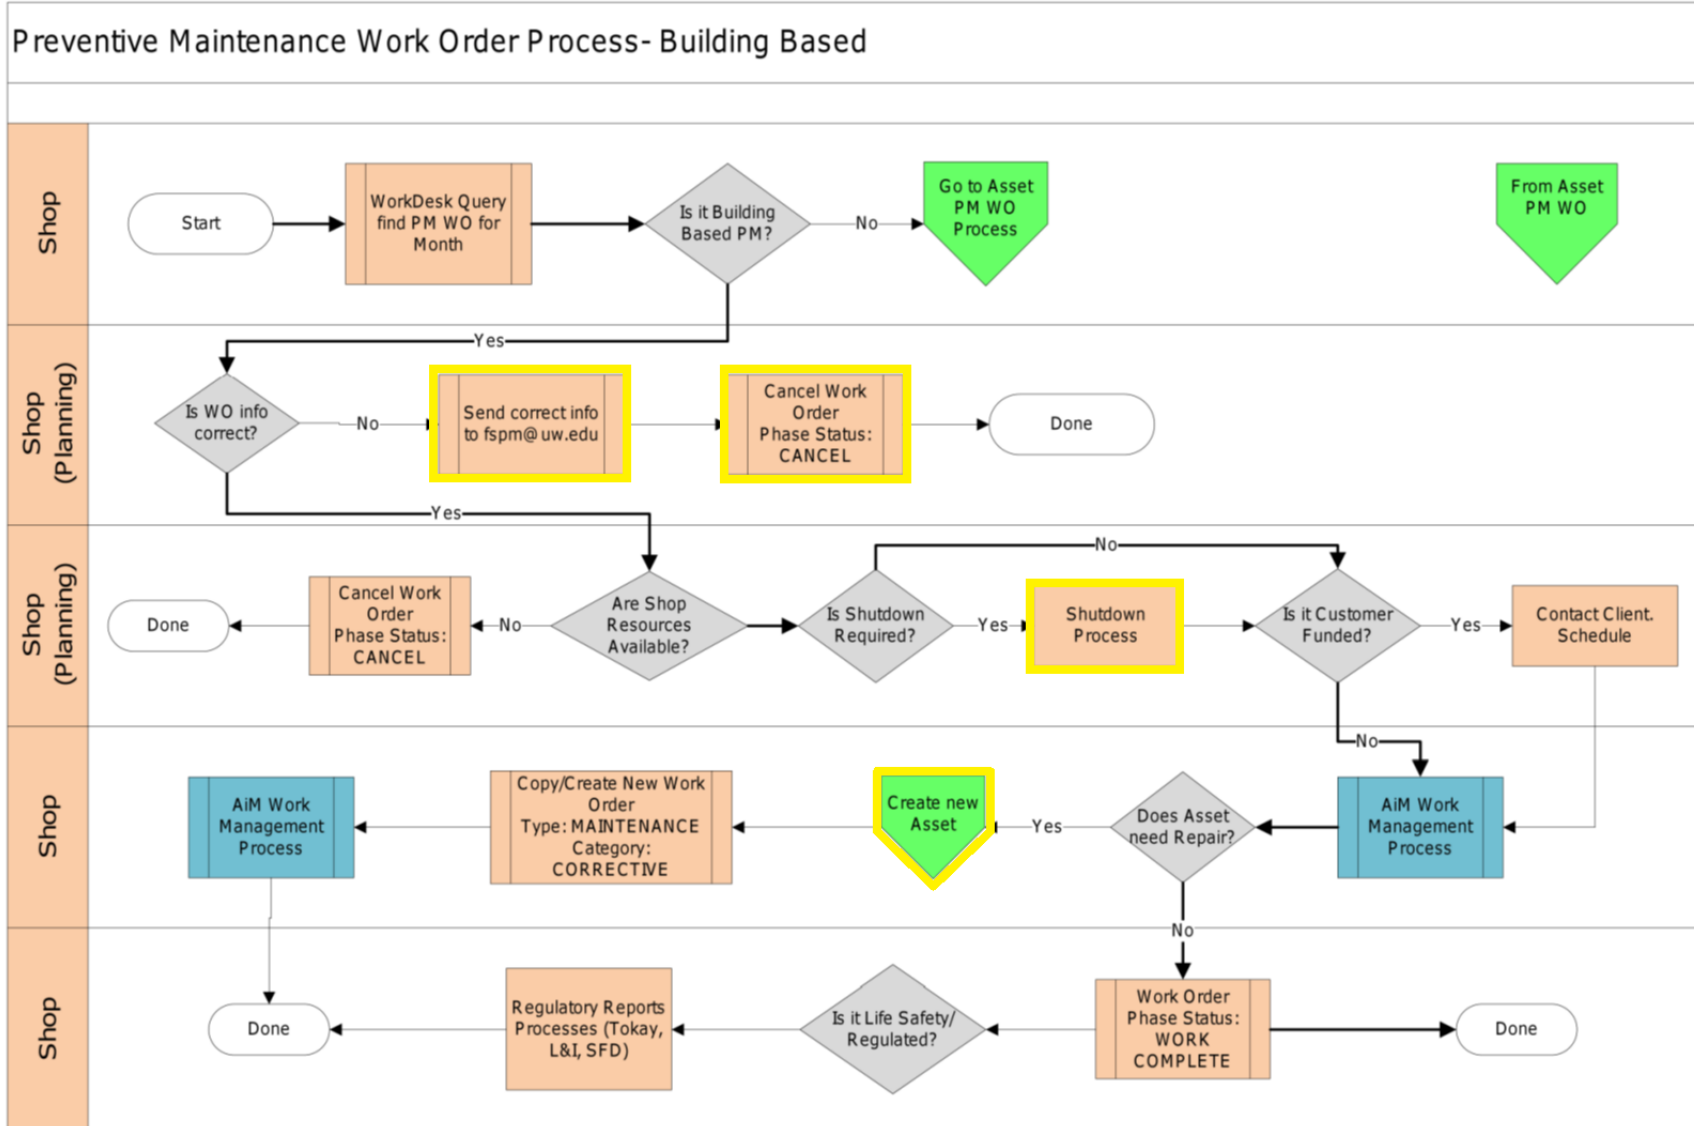 Preventive Maintenance Work Order Process- Building Based
Shop
Start
WorkDesk Query
find PM WO for
Month
Is it Building
Based PM?
No
Go to Asset
PM WO
Process
From Asset
PM WO
Yes
Shop
(Planning)
Is WO info
correct?
No
Send correct info
to fspm@uw.edu
Cancel Work
Order
Phase Status:
CANCEL
Done
Yes
Shop
(Planning)
Done
Cancel Work
Order
Phase Status:
CANCEL
No
Are Shop
Resources
Available?
Is Shutdown
Required?
No
Yes
Shutdown
Process
Is it Customer
Funded?
Yes
Contact Client.
Schedule
No
Shop
AiM Work
Management
Process
Copy/Create New Work
Order
Type: MAINTENANCE
Category:
CORRECTIVE
Create new
Asset
Yes
Does Asset
need Repair?
AiM Work
Management
Process
No
Shop
Done
Regulatory Reports
Processes (Tokay,
L&I, SFD)
Is it Life Safety/
Regulated?
Work Order
Phase Status:
WORK
COMPLETE
Done